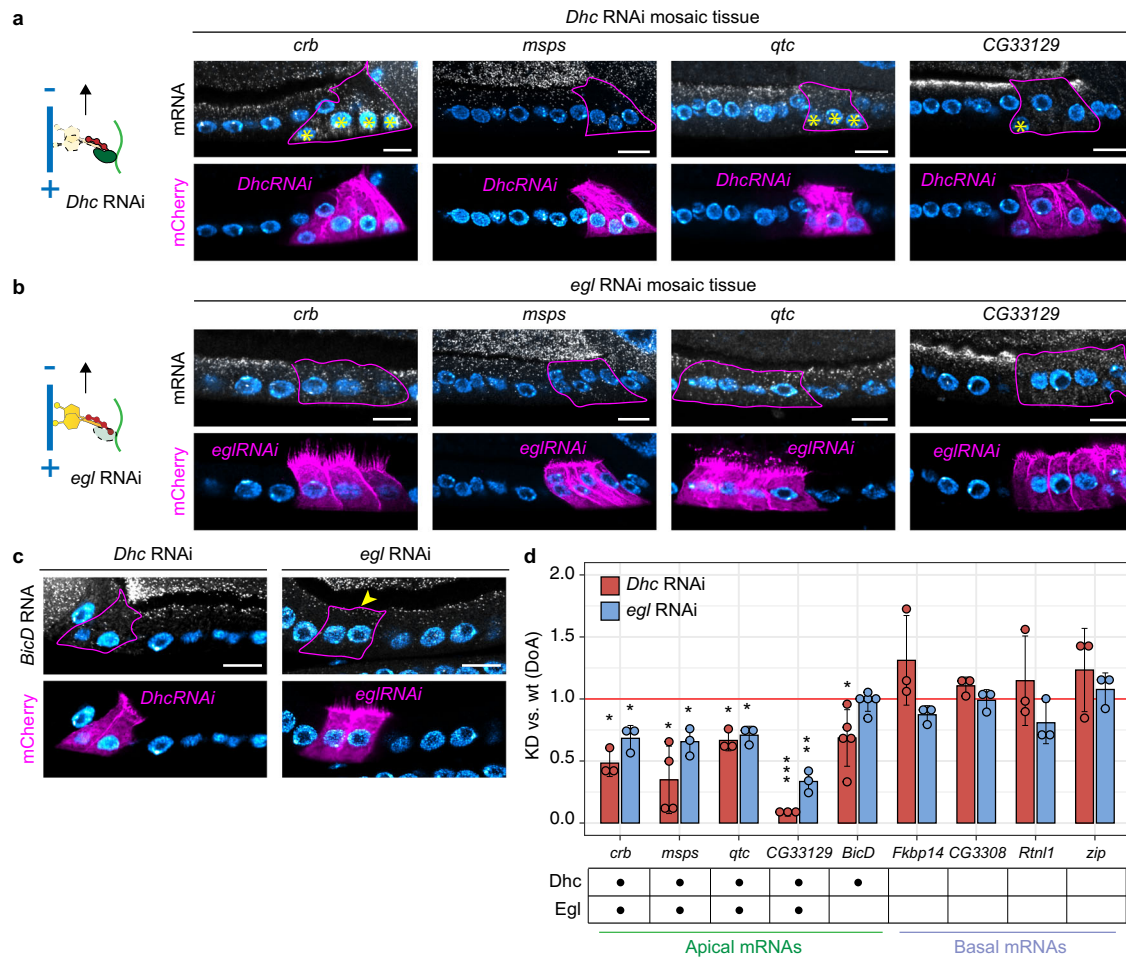 a
Dhc RNAi mosaic tissue
crb msps qtc CG33129
mRNA
* * * * * * * *
-
+
Dhc RNAi
mCherry
DhcRNAi DhcRNAi DhcRNAi DhcRNAi
b
egl RNAi mosaic tissue
crb msps qtc CG33129
mRNA
-
+
egl RNAi
mCherry
eglRNAi eglRNAi eglRNAi eglRNAi
c
Dhc RNAi egl RNAi
BicD RNA
mCherry
DhcRNAi eglRNAi
d
KD vs. wt (DoA)
2.0
1.5
1.0
0.5
0.0
Dhc RNAi
egl RNAi
* * * * * * *** ** *
crb msps qtc CG33129 BicD Fkbp14 CG3308 Rtnl1 zip
Dhc • • • • •
Egl • • • •
Apical mRNAs Basal mRNAs